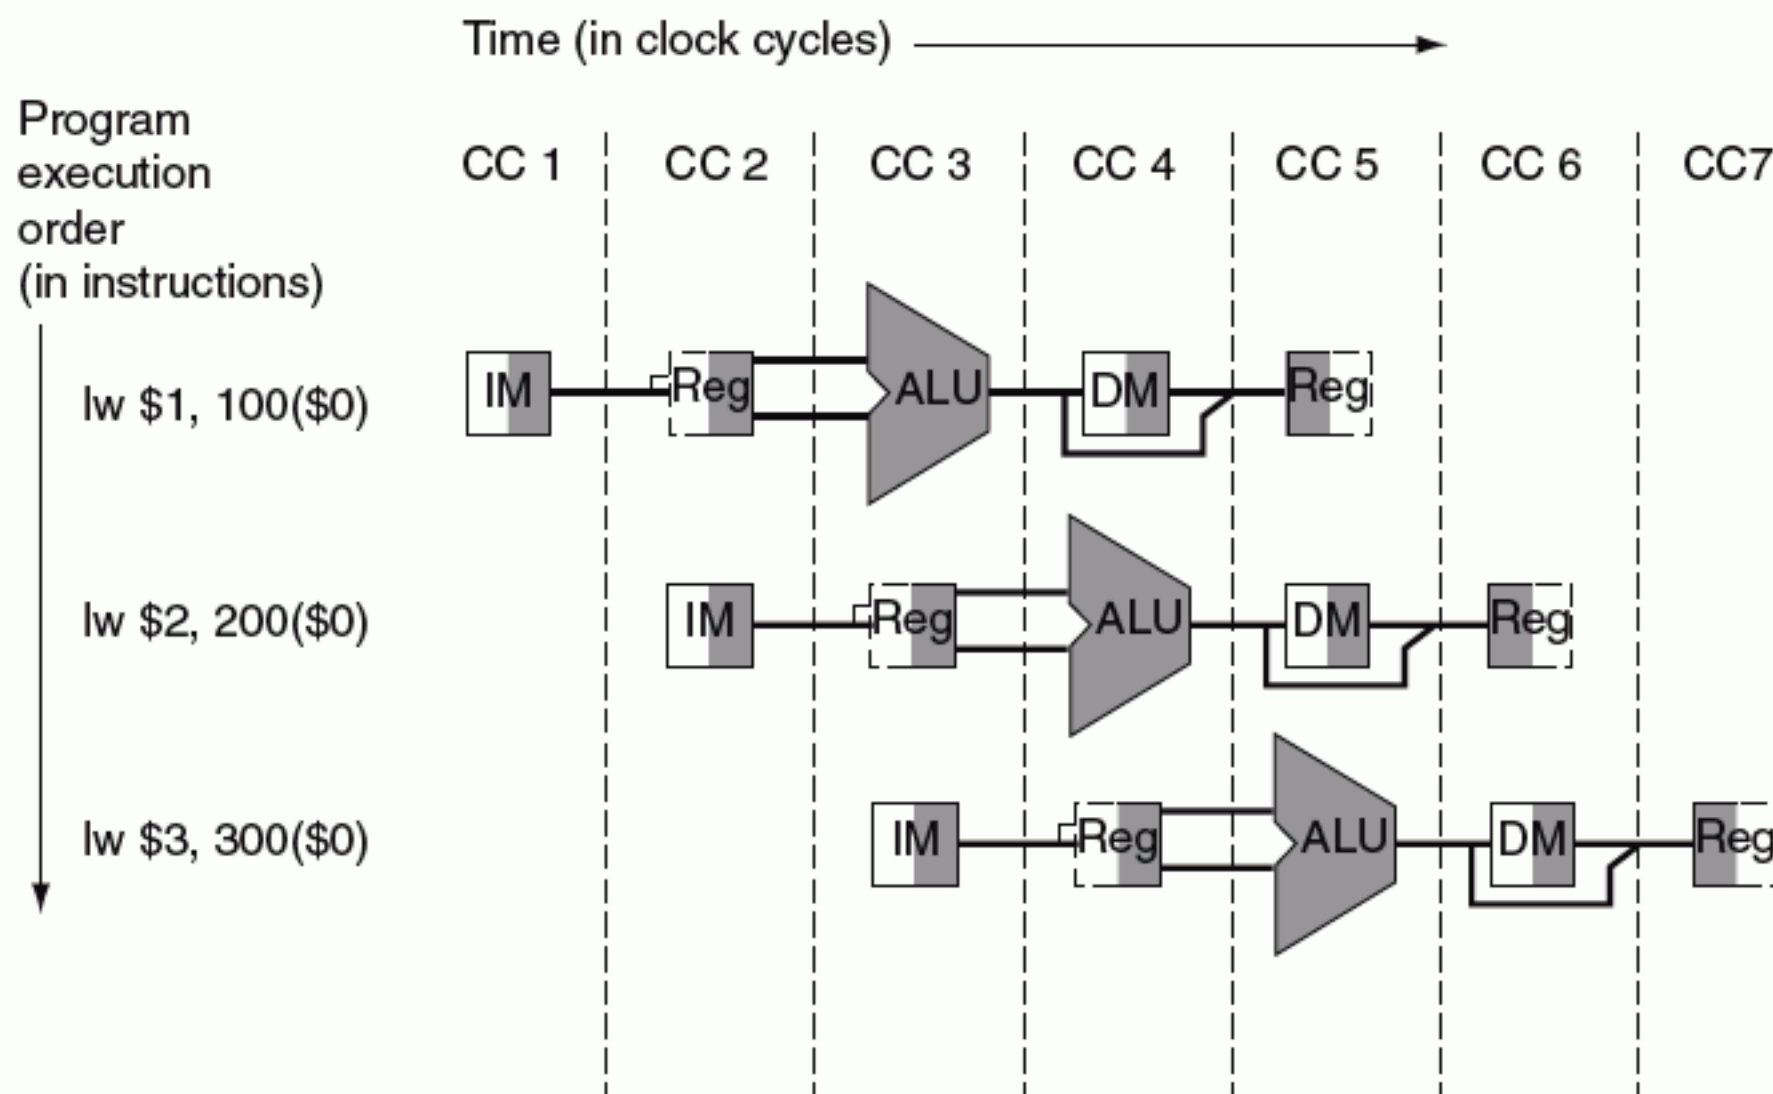 Time (in clock cycles)
Program
execution
order
(in instructions)
CC 1 CC 2 CC 3 CC 4 CC 5 CC 6 CC7
lw $1, 100($0) IM Reg ALU DM Reg
lw $2, 200($0) IM Reg ALU DM Reg
lw $3, 300($0) IM Reg ALU DM Reg